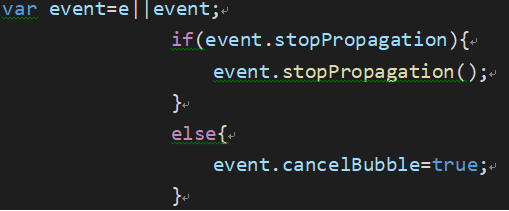 var event=e||event;
if(event.stopPropagation){
event.stopPropagation();
}
else{
event.cancelBubble=true;
}